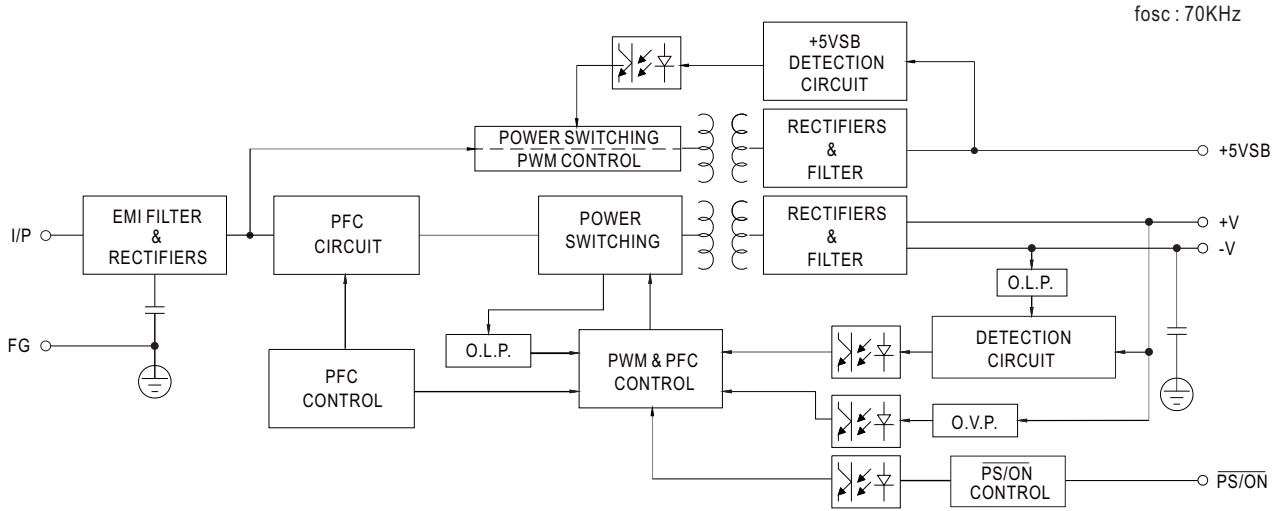 fosc : 70KHz
+5VSB
DETECTION
CIRCUIT
POWER SWITCHING
PWM CONTROL
RECTIFIERS
&
FILTER
+5VSB
I/P
EMI FILTER
&
RECTIFIERS
PFC
CIRCUIT
POWER
SWITCHING
RECTIFIERS
&
FILTER
+V
-V
O.L.P.
FG
O.L.P.
DETECTION
CIRCUIT
PFC
CONTROL
PWM & PFC
CONTROL
O.V.P.
PS/ON
CONTROL
PS/ON